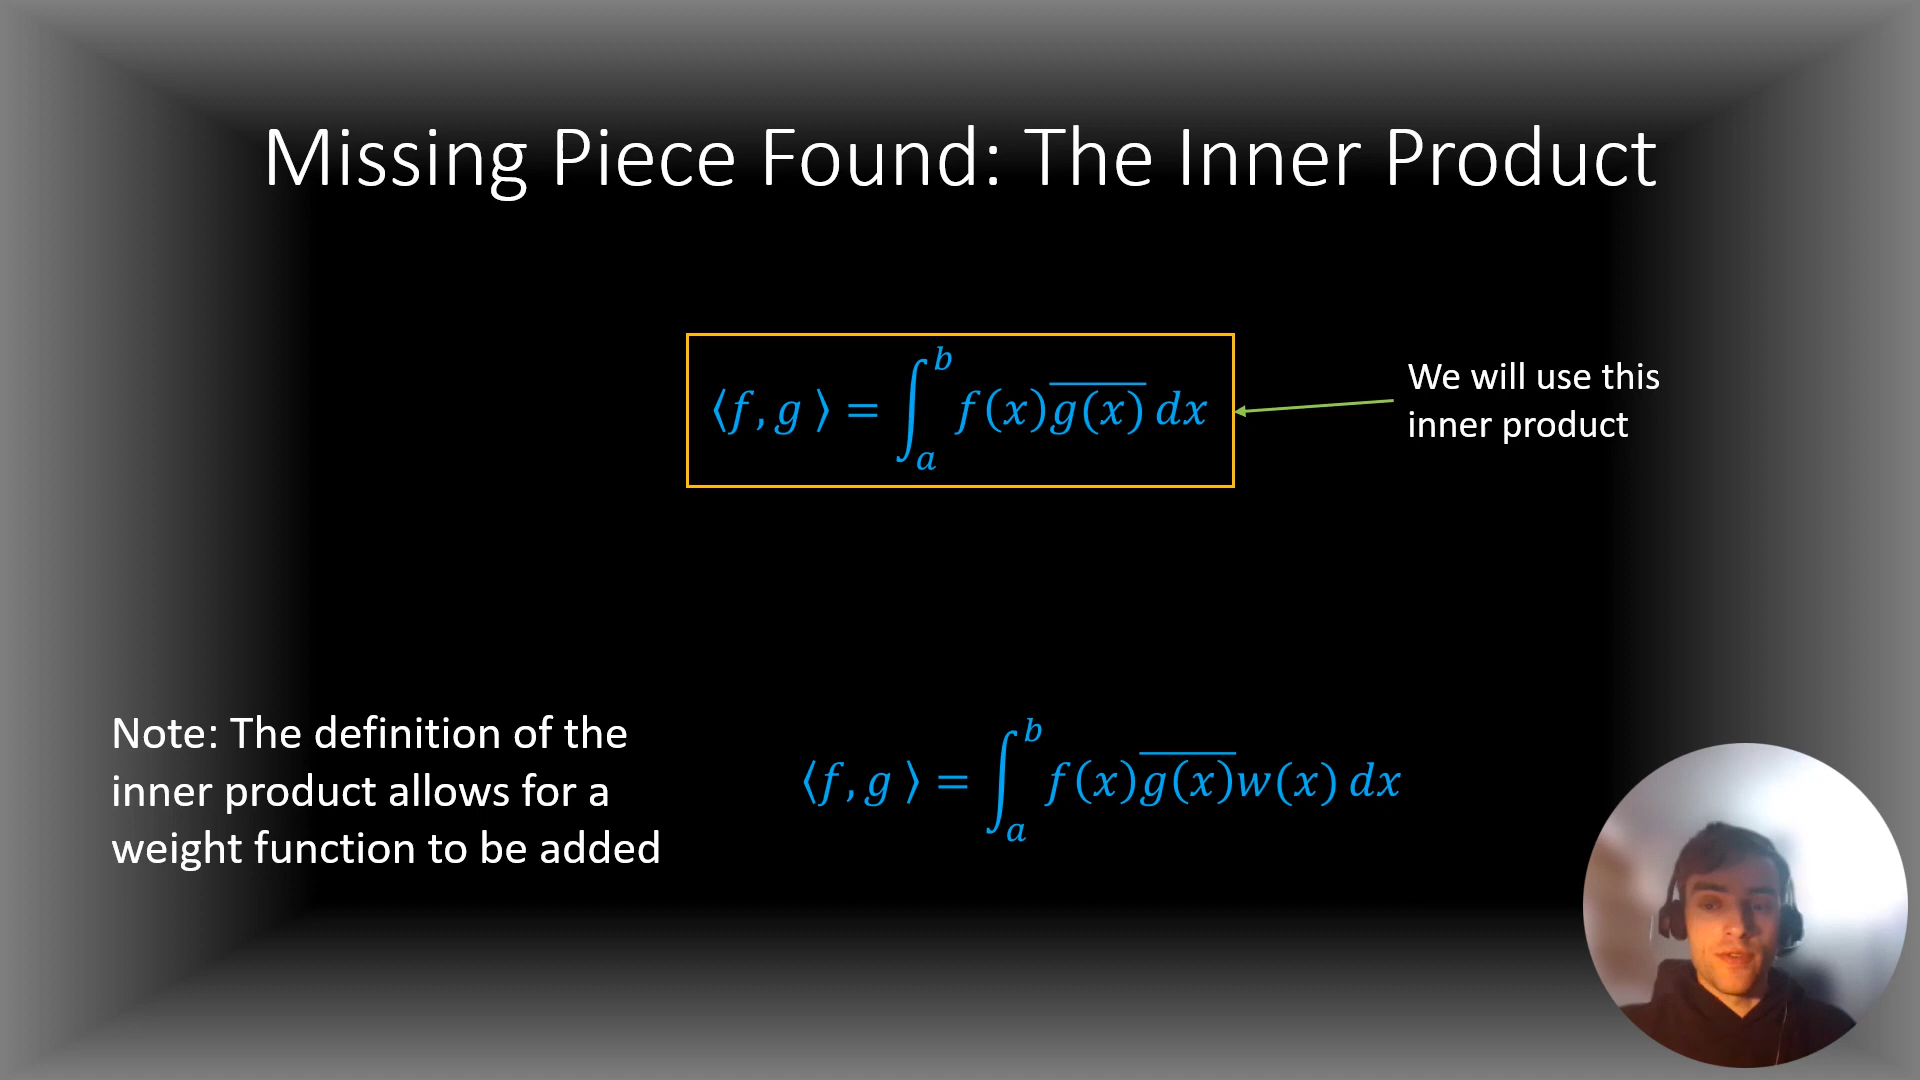 Missing Piece Found: The Inner Product
⟨f, g ⟩ = ∫_a^b f(x)\overline{g(x)} dx
We will use this
inner product
Note: The definition of the
inner product allows for a
weight function to be added
⟨f, g ⟩ = ∫_a^b f(x)\overline{g(x)}w(x) dx